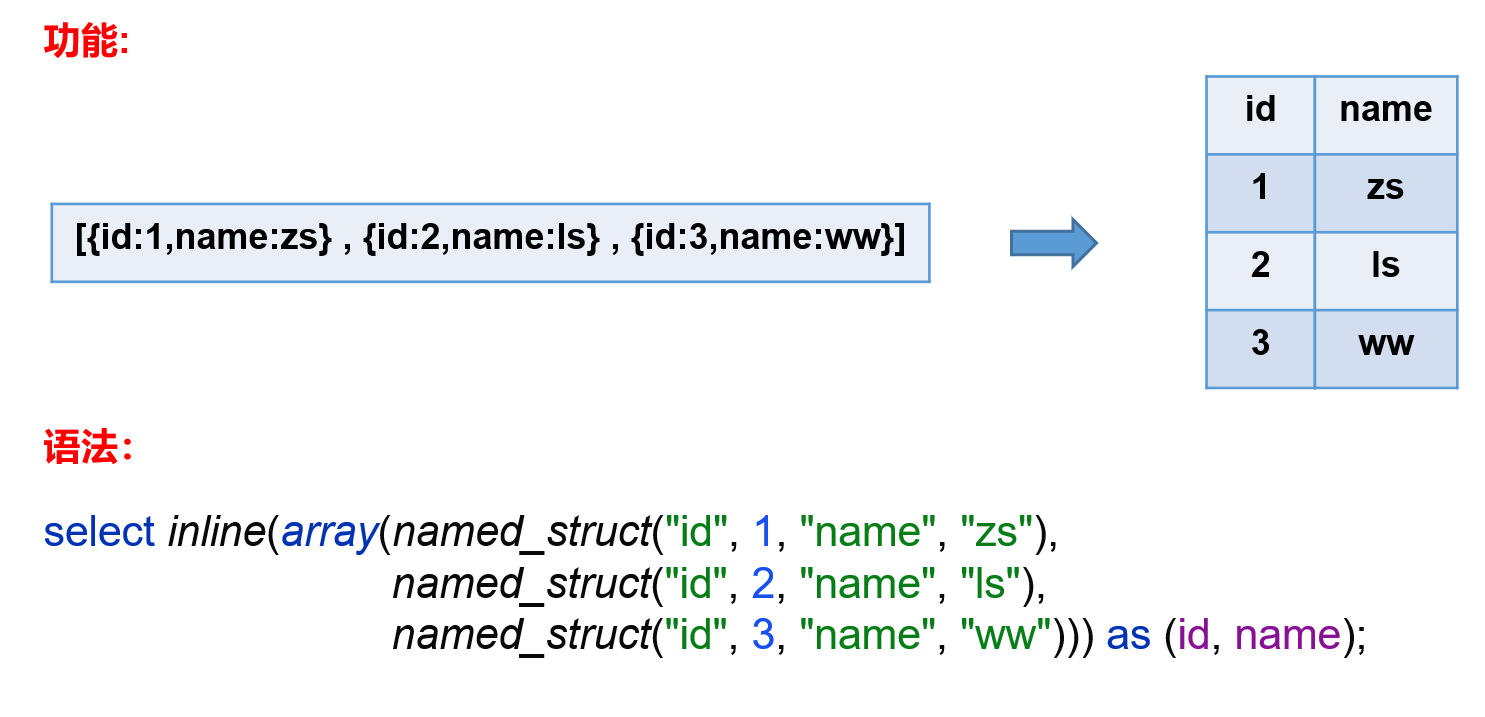 功能:
[{id:1,name:zs} , {id:2,name:ls} , {id:3,name:ww}]
id name
1 zs
2 ls
3 ww
语法：
select inline(array(named_struct("id", 1, "name", "zs"),
named_struct("id", 2, "name", "ls"),
named_struct("id", 3, "name", "ww"))) as (id, name);